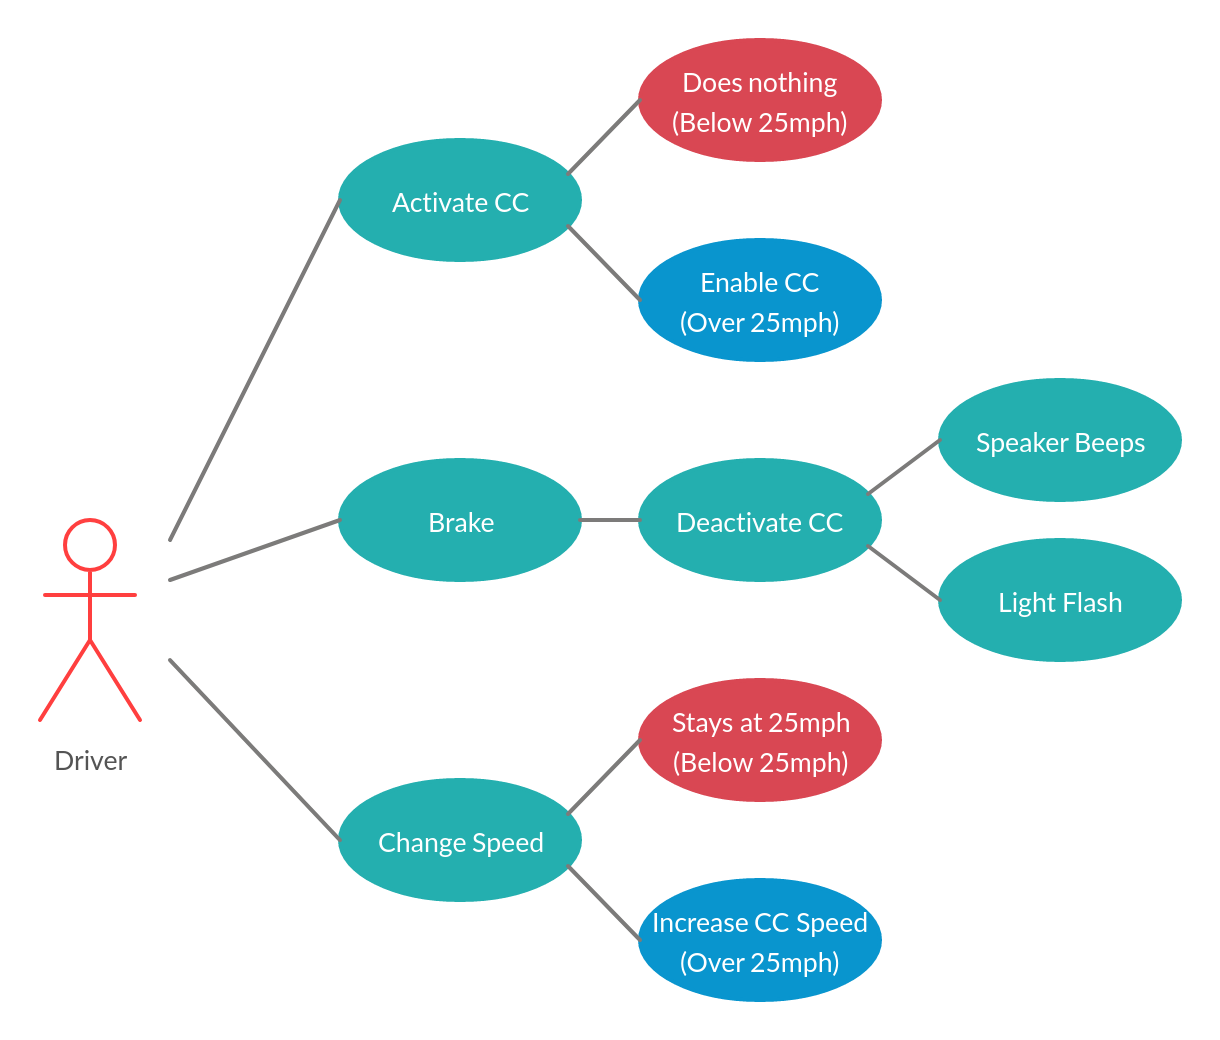 Does nothing
(Below 25mph)
Activate CC
Enable CC
(Over 25mph)
Speaker Beeps
Brake
Deactivate CC
Light Flash
Driver
Stays at 25mph
(Below 25mph)
Change Speed
Increase CC Speed
(Over 25mph)